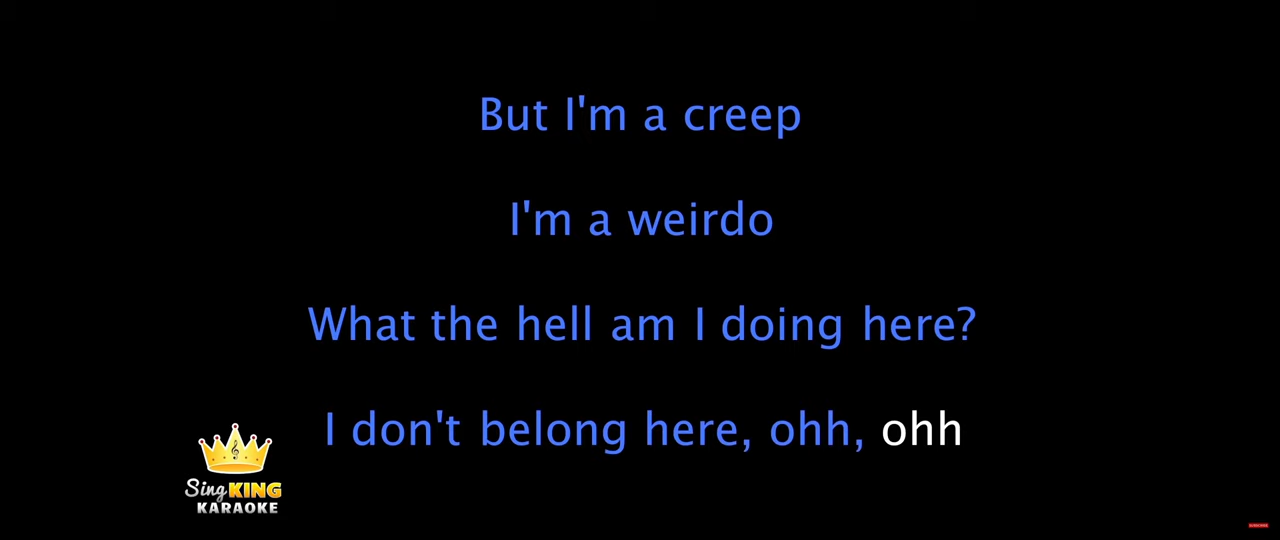 But I'm a creep
I'm a weirdo
What the hell am I doing here?
I don't belong here, ohh, ohh
Sing KING
KARAOKE